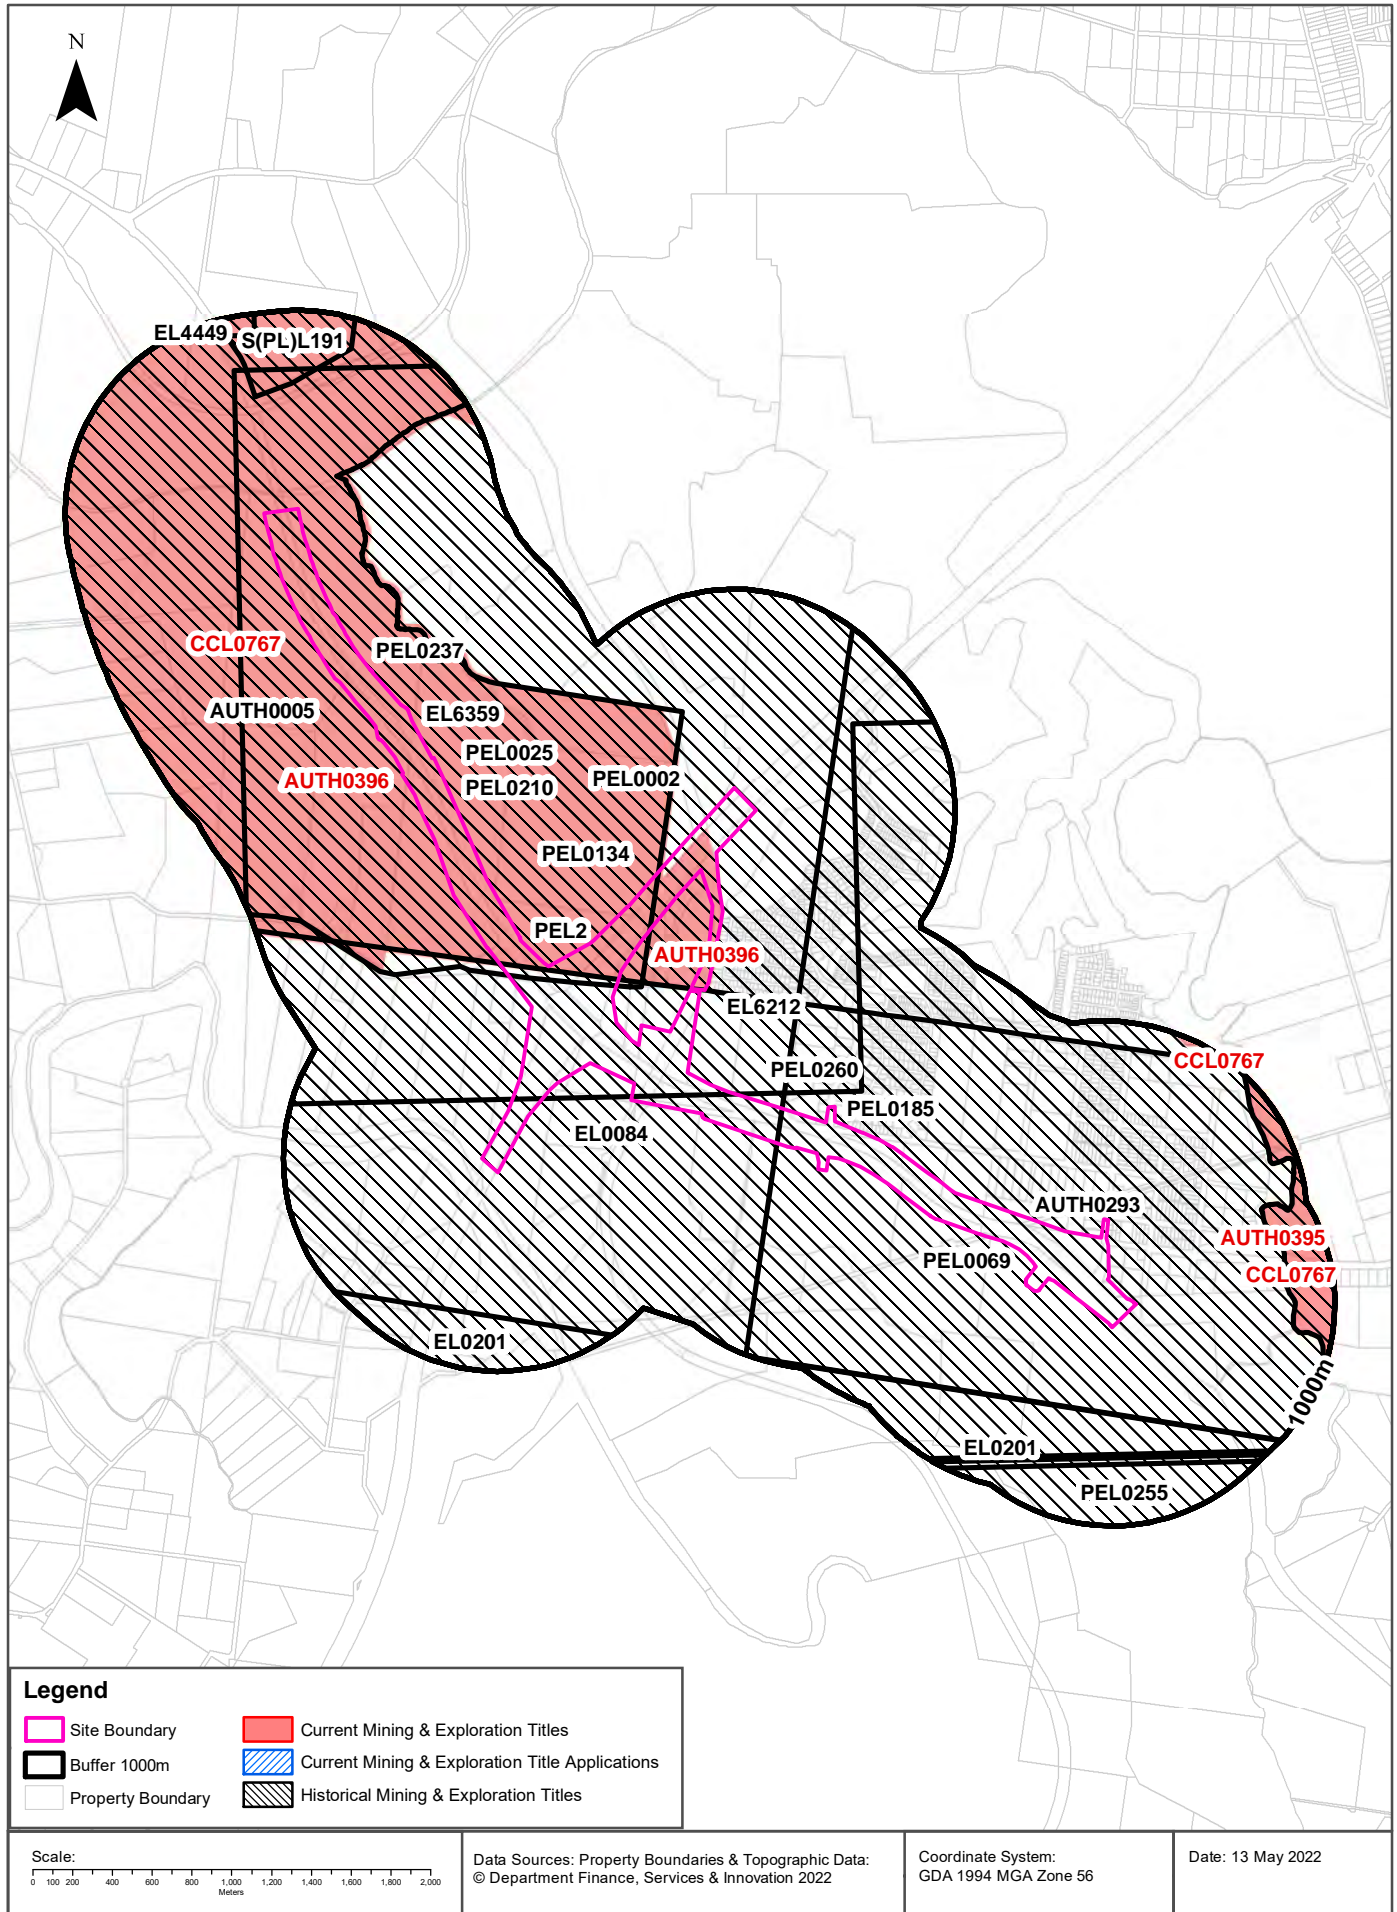 N
EL4449
S(PL)L191
CCL0767
PEL0237
AUTH0005
EL6359
PEL0025
AUTH0396
PEL0002
PEL0210
PEL0134
PEL2
AUTH0396
EL6212
CCL0767
PEL0260
PEL0185
EL0084
AUTH0293
AUTH0395
PEL0069
CCL0767
EL0201
1000m
EL0201
PEL0255
Legend
Site Boundary
Buffer 1000m
Property Boundary
Current Mining & Exploration Titles
Current Mining & Exploration Title Applications
Historical Mining & Exploration Titles
Scale:
0 100 200 400 600 800 1,000 1,200 1,400 1,600 1,800 2,000
Meters
Data Sources: Property Boundaries & Topographic Data:
© Department Finance, Services & Innovation 2022
Coordinate System:
GDA 1994 MGA Zone 56
Date: 13 May 2022